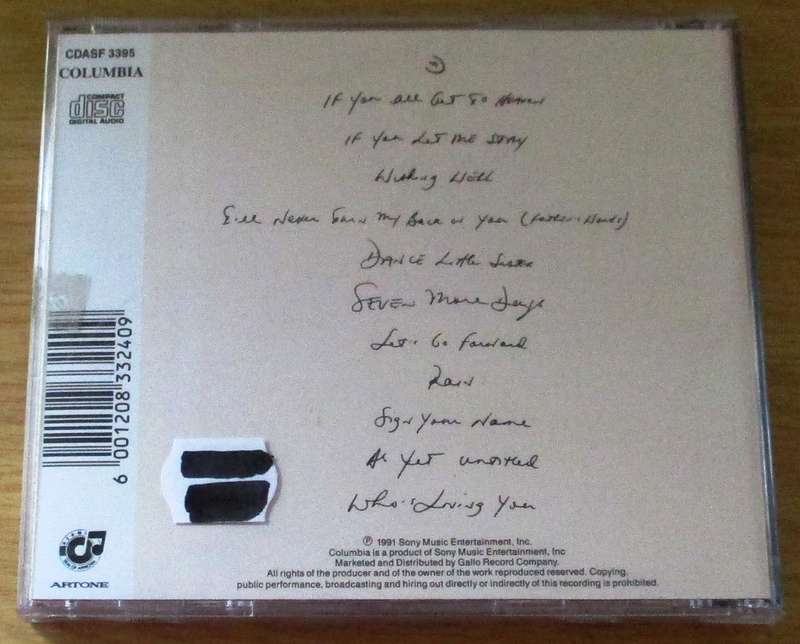 CDASF 3395
COLUMBIA
COMPACT
disc
DIGITAL AUDIO
If You All Get To Heaven
If You Let Me Stay
Wishing Well
I'll Never Turn My Back on You (Father's Words)
DANCE Little Sister
SEVEN More Days
Let's Go Forward
Rain
Sign Your Name
As Yet Untitled
Who's Loving You
6 001208 332409
ARTONE
℗ 1991 Sony Music Entertainment, Inc.
Columbia is a product of Sony Music Entertainment, Inc
Marketed and Distributed by Gallo Record Company.
All rights of the producer and of the owner of the work reproduced reserved. Copying,
public performance, broadcasting and hiring out directly or indirectly of this recording is prohibited.